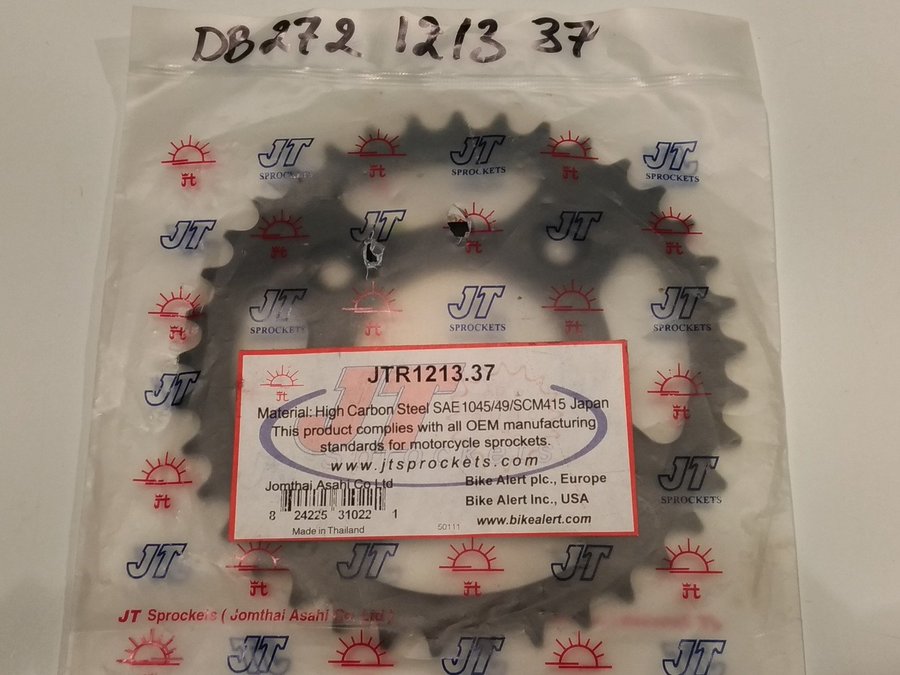 DB272 1213 37
JT SPROCKETS
JTR1213.37
Material: High Carbon Steel SAE1045/49/SCM415 Japan
This product complies with all OEM manufacturing
standards for motorcycle sprockets.
www.jtsprockets.com
Jomthai Asahi Co.Ltd
8 24225 31022 1
Made in Thailand
Bike Alert plc., Europe
Bike Alert Inc., USA
50111
www.bikealert.com
JT Sprockets ( Jomthai Asahi Co. Ltd )